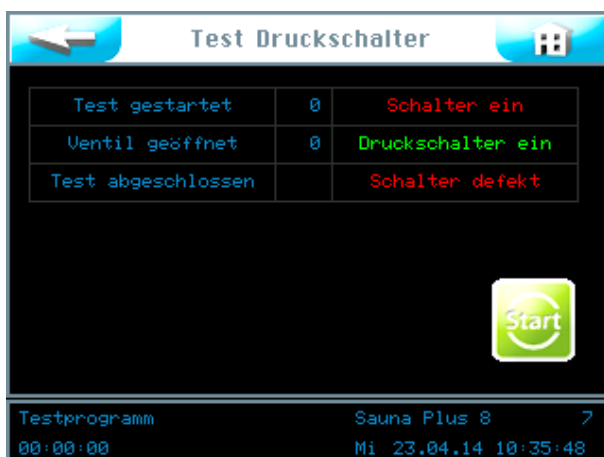 Test Druckschalter
Test gestartet 0 Schalter ein
Ventil geöffnet 0 Druckschalter ein
Test abgeschlossen Schalter defekt
Start
Testprogramm Sauna Plus 8 7
00:00:00 Mi 23.04.14 10:35:48